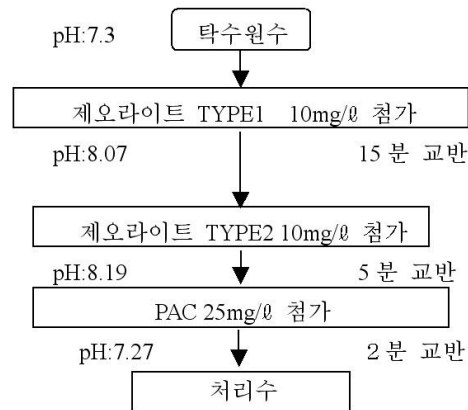 pH:7.3 탁수원수
제오라이트 TYPE1 10mg/ℓ 첨가
pH:8.07 15분 교반
제오라이트 TYPE2 10mg/ℓ 첨가
pH:8.19 5분 교반
PAC 25mg/ℓ 첨가
pH:7.27 2분 교반
처리수